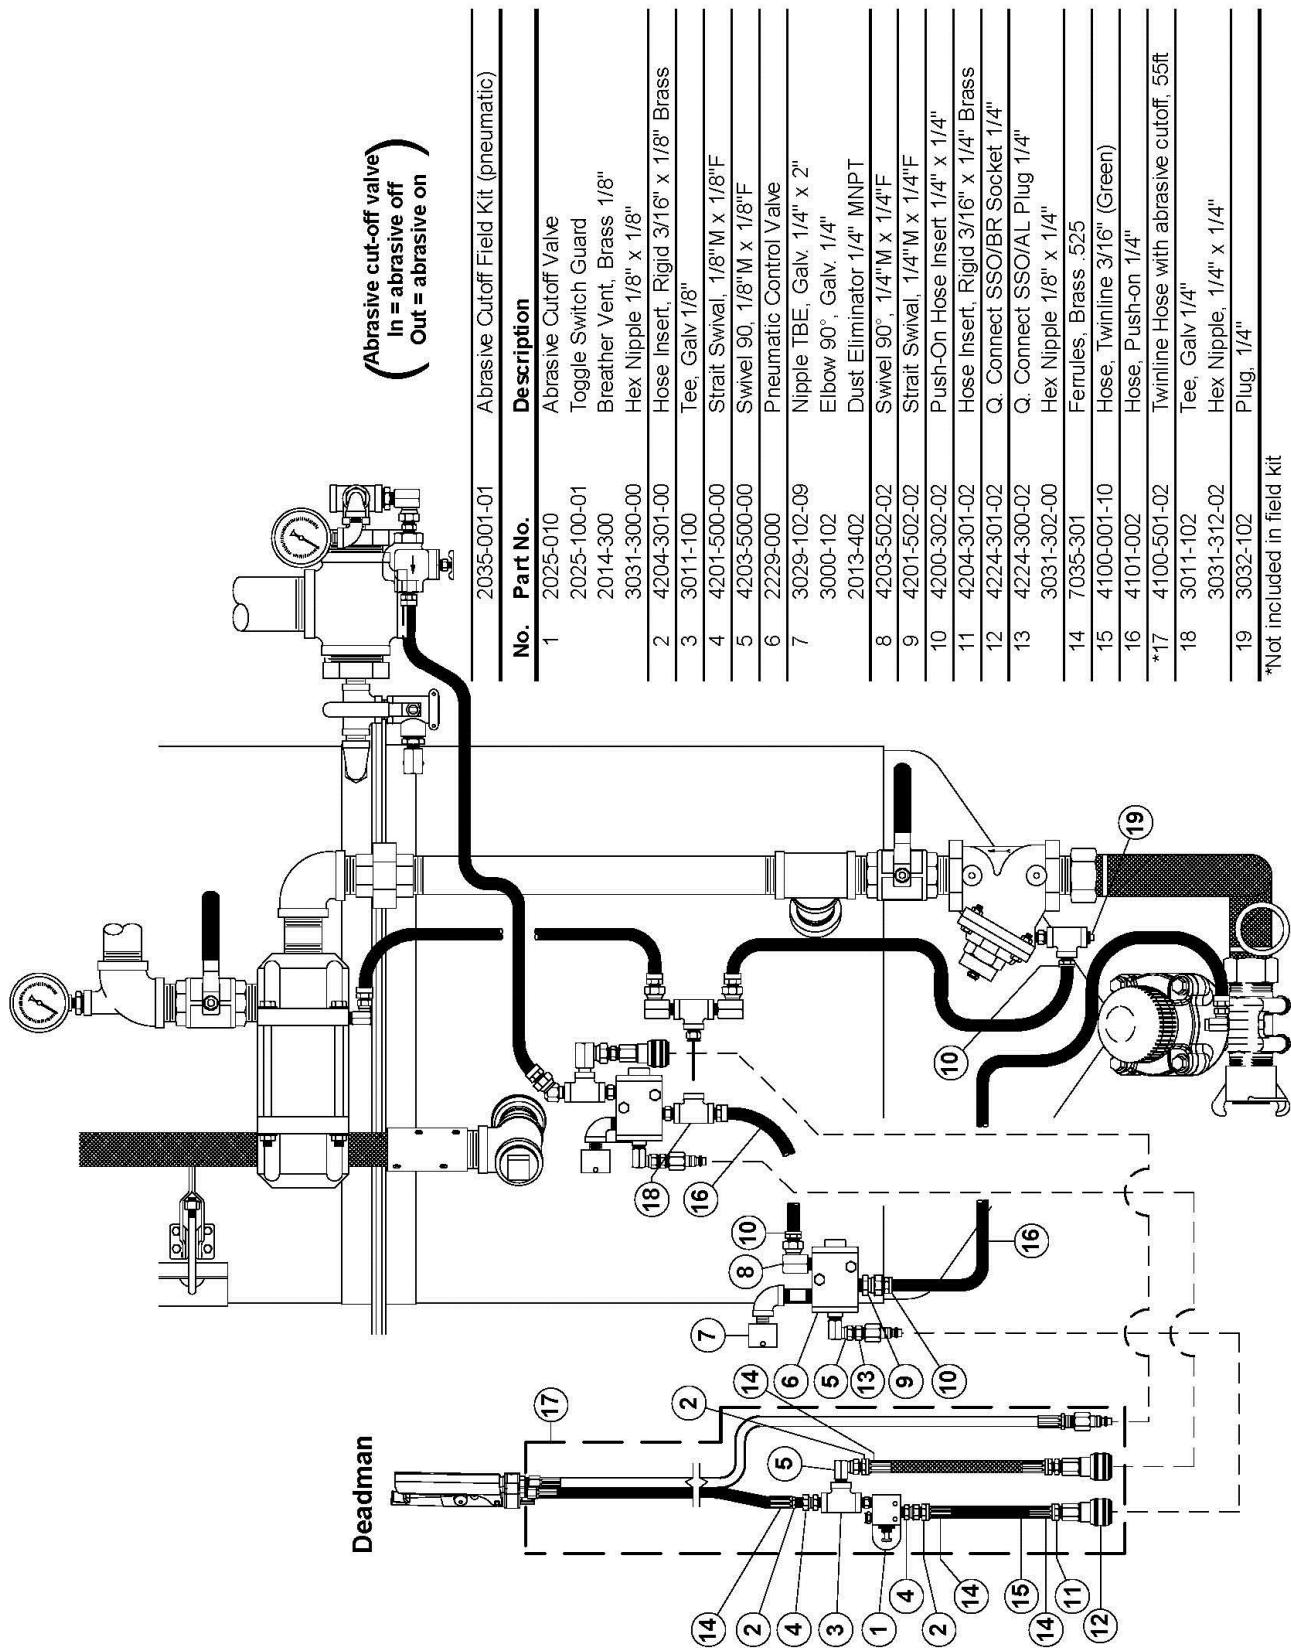 Deadman
(Abrasive cut-off valve)
In = abrasive off
Out = abrasive on
2035-001-01 Abrasive Cutoff Field Kit (pneumatic)
No. Part No. Description
1 2025-010 Abrasive Cutoff Valve
2025-100-01 Toggle Switch Guard
2014-300 Breather Vent, Brass 1/8"
3031-300-00 Hex Nipple 1/8" x 1/8"
2 4204-301-00 Hose Insert, Rigid 3/16" x 1/8" Brass
3 3011-100 Tee, Galv 1/8"
4 4201-500-00 Strait Swival, 1/8"M x 1/8"F
5 4203-500-00 Swivel 90, 1/8"M x 1/8"F
6 2229-000 Pneumatic Control Valve
7 3029-102-09 Nipple TBE, Galv. 1/4" x 2"
3000-102 Elbow 90°, Galv. 1/4"
2013-402 Dust Eliminator 1/4" MNPT
8 4203-502-02 Swivel 90°, 1/4"M x 1/4"F
9 4201-502-02 Strait Swival, 1/4"M x 1/4"F
10 4200-302-02 Push-On Hose Insert 1/4" x 1/4"
11 4204-301-02 Hose Insert, Rigid 3/16" x 1/4" Brass
12 4224-301-02 Q. Connect SSO/BR Socket 1/4"
13 4224-300-02 Q. Connect SSO/AL Plug 1/4"
3031-302-00 Hex Nipple 1/8" x 1/4"
14 7035-301 Ferrules, Brass .525
15 4100-001-10 Hose, Twinline 3/16" (Green)
16 4101-002 Hose, Push-on 1/4"
*17 4100-501-02 Twinline Hose with abrasive cutoff, 55ft
18 3011-102 Tee, Galv 1/4"
3031-312-02 Hex Nipple, 1/4" x 1/4"
19 3032-102 Plug, 1/4"
*Not included in field kit
17
14
2
4
3
1
4
2
14
15
14
11
12
5
2
14
7
6
5
13
9
10
8
10
16
18
16
10
19